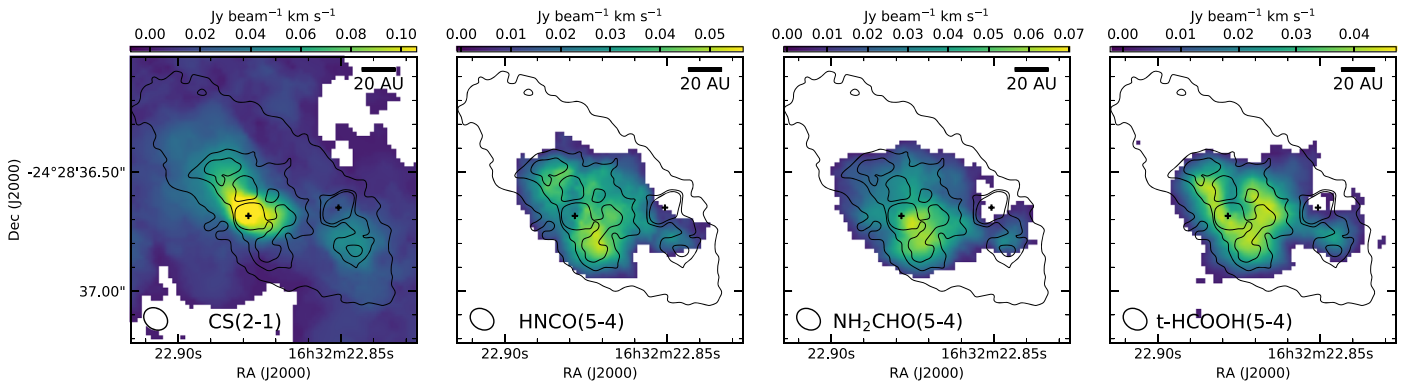 Jy beam⁻¹ km s⁻¹ Jy beam⁻¹ km s⁻¹ Jy beam⁻¹ km s⁻¹ Jy beam⁻¹ km s⁻¹
0.00 0.02 0.04 0.06 0.08 0.10 0.00 0.01 0.02 0.03 0.04 0.05 0.00 0.01 0.02 0.03 0.04 0.05 0.06 0.07 0.00 0.01 0.02 0.03 0.04
20 AU 20 AU 20 AU 20 AU
-24°28'36.50"
Dec (J2000)
37.00"
CS(2-1) HNCO(5-4) NH₂CHO(5-4) t-HCOOH(5-4)
22.90s 16h32m22.85s 22.90s 16h32m22.85s 22.90s 16h32m22.85s 22.90s 16h32m22.85s
RA (J2000) RA (J2000) RA (J2000) RA (J2000)